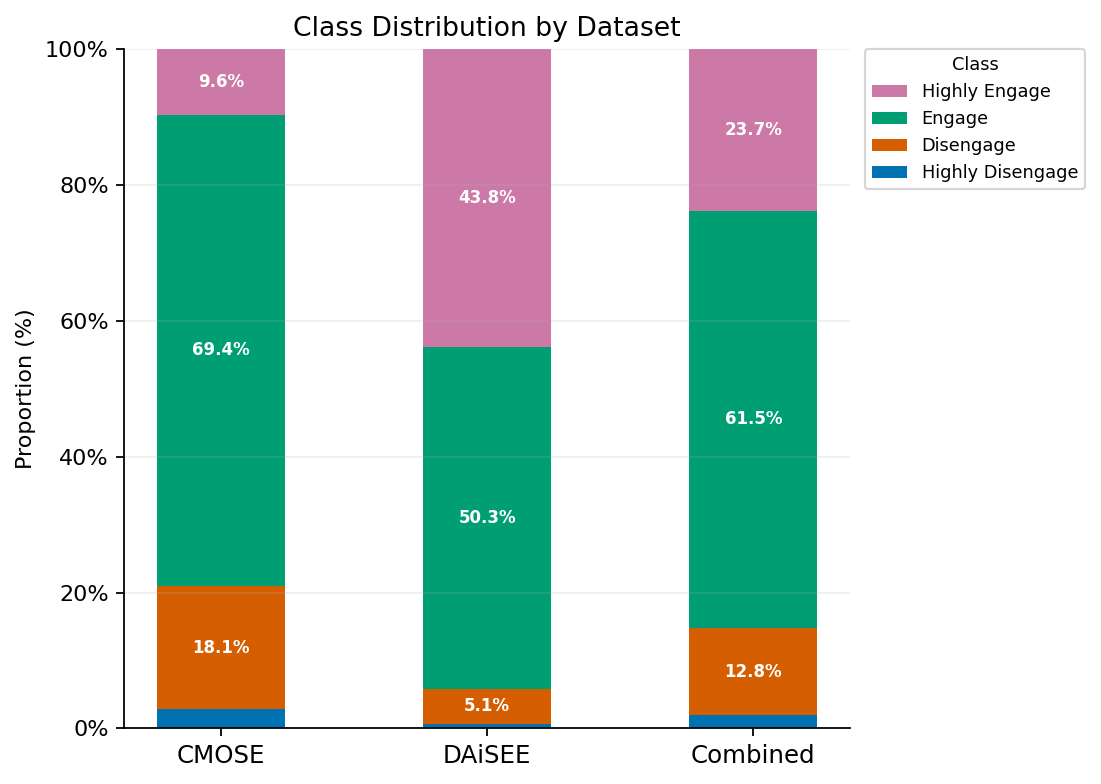 Class Distribution by Dataset
Proportion (%)
100%
80%
60%
40%
20%
0%
9.6%
69.4%
18.1%
43.8%
50.3%
5.1%
23.7%
61.5%
12.8%
CMOSE
DAiSEE
Combined
Class
Highly Engage
Engage
Disengage
Highly Disengage